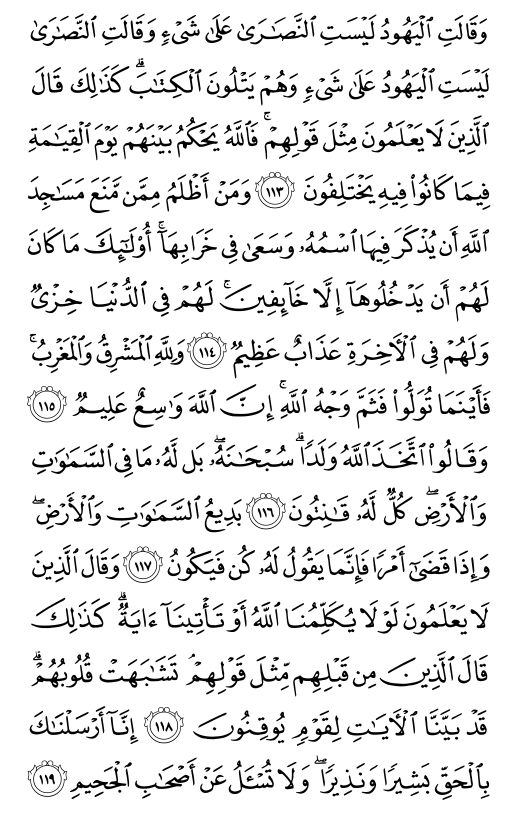 وَقَالَتِ ٱلْيَهُودُ لَيْسَتِ ٱلنَّصَـٰرَىٰ عَلَىٰ شَىْءٍ وَقَالَتِ ٱلنَّصَـٰرَىٰ
لَيْسَتِ ٱلْيَهُودُ عَلَىٰ شَىْءٍ وَهُمْ يَتْلُونَ ٱلْكِتَـٰبَ ۗ كَذَٰلِكَ قَالَ
ٱلَّذِينَ لَا يَعْلَمُونَ مِثْلَ قَوْلِهِمْ ۚ فَٱللَّهُ يَحْكُمُ بَيْنَهُمْ يَوْمَ ٱلْقِيَـٰمَةِ
فِيمَا كَانُوا۟ فِيهِ يَخْتَلِفُونَ ١١٣ وَمَنْ أَظْلَمُ مِمَّن مَّنَعَ مَسَـٰجِدَ
ٱللَّهِ أَن يُذْكَرَ فِيهَا ٱسْمُهُۥ وَسَعَىٰ فِى خَرَابِهَآ ۚ أُو۟لَـٰٓئِكَ مَا كَانَ
لَهُمْ أَن يَدْخُلُوهَآ إِلَّا خَآئِفِينَ ۚ لَهُمْ فِى ٱلدُّنْيَا خِزْىٌ
وَلَهُمْ فِى ٱلْـَٔاخِرَةِ عَذَابٌ عَظِيمٌ ١١٤ وَلِلَّهِ ٱلْمَشْرِقُ وَٱلْمَغْرِبُ ۚ
فَأَيْنَمَا تُوَلُّوا۟ فَثَمَّ وَجْهُ ٱللَّهِ ۚ إِنَّ ٱللَّهَ وَٰسِعٌ عَلِيمٌ ١١٥
وَقَالُوا۟ ٱتَّخَذَ ٱللَّهُ وَلَدًا ۗ سُبْحَـٰنَهُۥ ۖ بَل لَّهُۥ مَا فِى ٱلسَّمَـٰوَٰتِ
وَٱلْأَرْضِ ۖ كُلٌّ لَّهُۥ قَـٰنِتُونَ ١١٦ بَدِيعُ ٱلسَّمَـٰوَٰتِ وَٱلْأَرْضِ ۖ
وَإِذَا قَضَىٰٓ أَمْرًا فَإِنَّمَا يَقُولُ لَهُۥ كُن فَيَكُونُ ١١٧ وَقَالَ ٱلَّذِينَ
لَا يَعْلَمُونَ لَوْلَا يُكَلِّمُنَا ٱللَّهُ أَوْ تَأْتِينَآ ءَايَةٌ ۗ كَذَٰلِكَ
قَالَ ٱلَّذِينَ مِن قَبْلِهِم مِّثْلَ قَوْلِهِمْ ۘ تَشَـٰبَهَتْ قُلُوبُهُمْ ۗ
قَدْ بَيَّنَّا ٱلْـَٔايَـٰتِ لِقَوْمٍ يُوقِنُونَ ١١٨ إِنَّآ أَرْسَلْنَـٰكَ
بِٱلْحَقِّ بَشِيرًا وَنَذِيرًا ۖ وَلَا تُسْـَٔلُ عَنْ أَصْحَـٰبِ ٱلْجَحِيمِ ١١٩